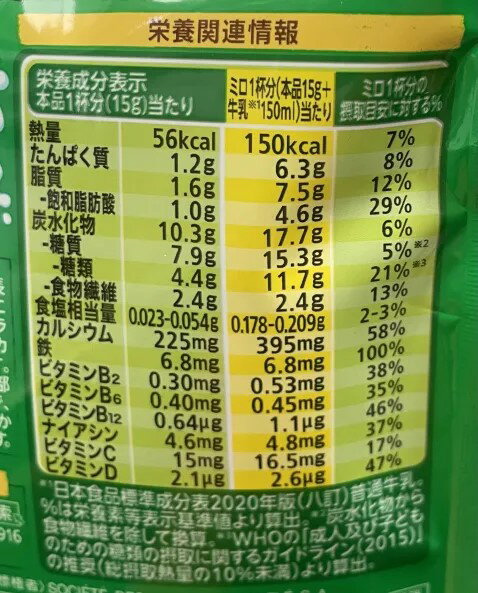 栄養関連情報
栄養成分表示 本品1杯分(15g)当たり ミロ1杯分(本品15g+牛乳※1150ml)当たり ミロ1杯分の摂取目安に対する%
熱量 56kcal 150kcal 7%
たんぱく質 1.2g 6.3g 8%
脂質 1.6g 7.5g 12%
-飽和脂肪酸 1.0g 4.6g 29%
炭水化物 10.3g 17.7g 6%
-糖質 7.9g 15.3g 5%※2
-糖類 4.4g 11.7g 21%※3
-食物繊維 2.4g 2.4g 13%
食塩相当量 0.023-0.054g 0.178-0.209g 2-3%
カルシウム 225mg 395mg 58%
鉄 6.8mg 6.8mg 100%
ビタミンB2 0.30mg 0.53mg 38%
ビタミンB6 0.40mg 0.45mg 35%
ビタミンB12 0.64μg 1.1μg 46%
ナイアシン 4.6mg 4.8mg 37%
ビタミンC 15mg 16.5mg 17%
ビタミンD 2.1μg 2.6μg 47%
※1日本食品標準成分表2020年版(八訂)普通牛乳。
%は栄養素等表示基準値より算出。※2炭水化物から
食物繊維を除して換算。※3WHOの「成人及び子ども
のための糖類の摂取に関するガイドライン(2015)」
の推奨(総摂取熱量の10%未満)より算出。
916